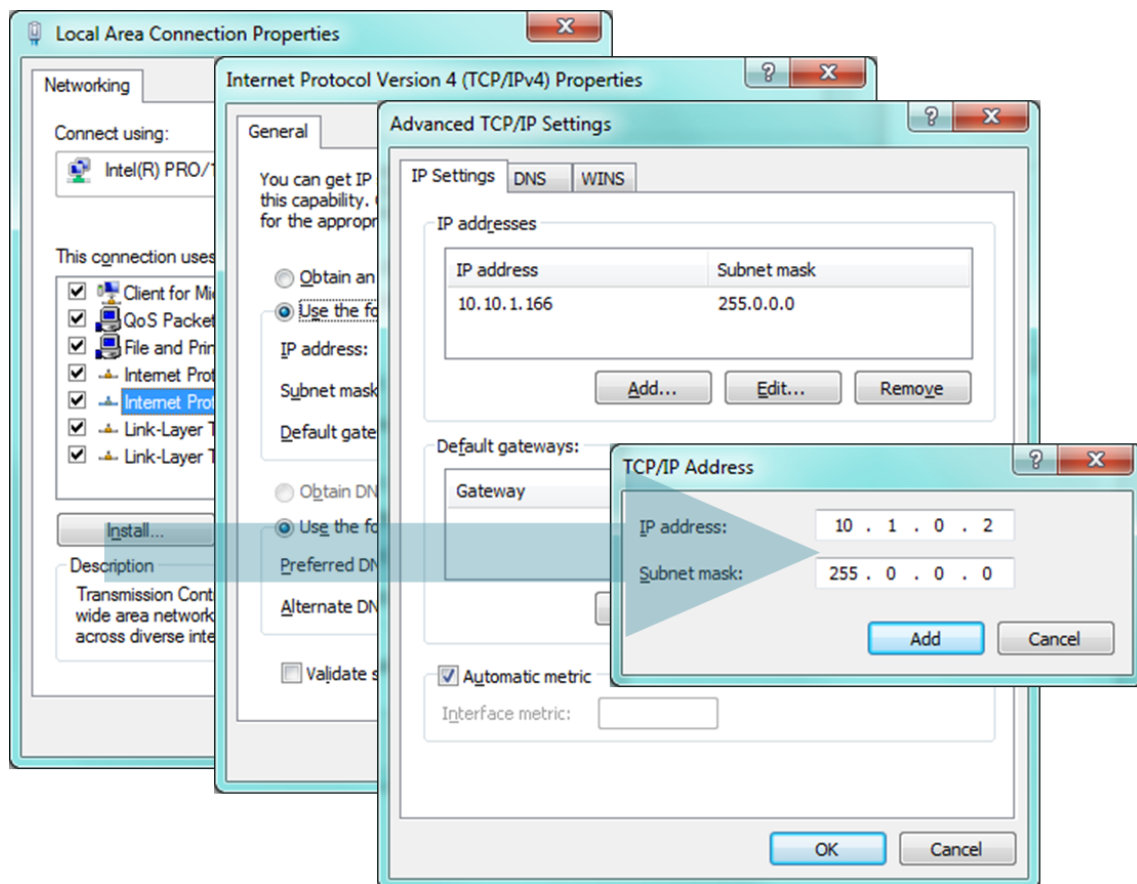 Local Area Connection Properties
Networking
Connect using:
Intel(R) PRO/1
This connection uses
Client for Mi
QoS Packet
File and Prin
Internet Prot
Internet Prot
Link-Layer T
Link-Layer T
Install...
Description
Transmission Cont
wide area network
across diverse inte
Internet Protocol Version 4 (TCP/IPv4) Properties
General
You can get IP
this capability.
for the appropr
Obtain an
Use the fo
IP address:
Subnet mask
Default gate
Obtain DN
Use the fo
Preferred DN
Alternate DN
Validate s
Advanced TCP/IP Settings
IP Settings DNS WINS
IP addresses
IP address Subnet mask
10.10.1.166 255.0.0.0
Add... Edit... Remove
Default gateways:
Gateway
Automatic metric
Interface metric:
OK Cancel
TCP/IP Address
IP address: 10 . 1 . 0 . 2
Subnet mask: 255 . 0 . 0 . 0
Add Cancel